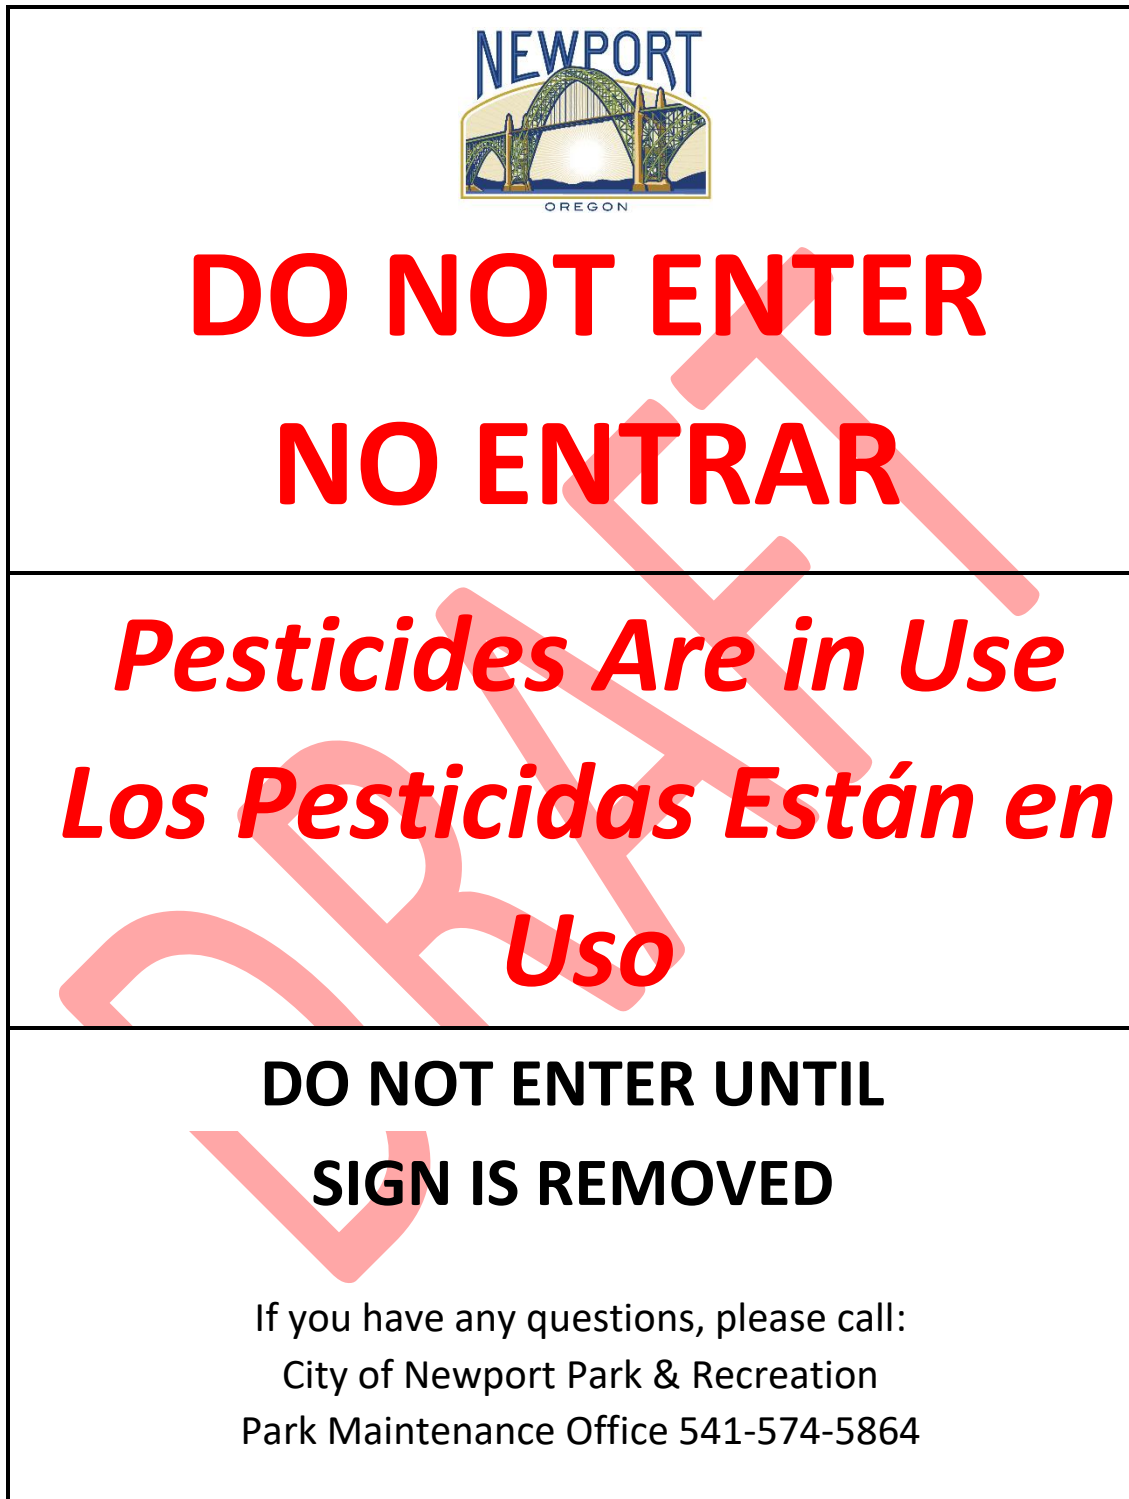 NEWPORT
OREGON
DO NOT ENTER
NO ENTRAR
Pesticides Are in Use
Los Pesticidas Están en
Uso
DO NOT ENTER UNTIL
SIGN IS REMOVED
If you have any questions, please call:
City of Newport Park & Recreation
Park Maintenance Office 541-574-5864
DRAFT